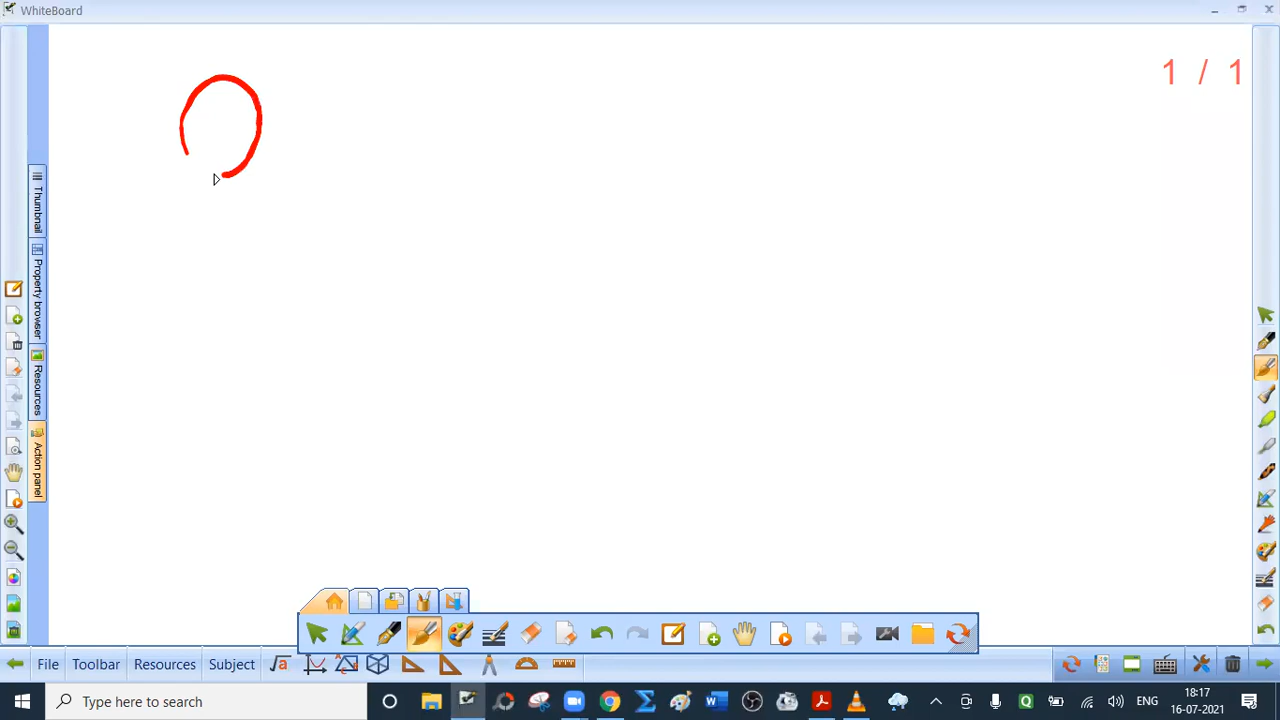 WhiteBoard
1 / 1
Thumbnail
Property browser
Resources
Action panel
File Toolbar Resources Subject
Type here to search
ENG
18:17
16-07-2021